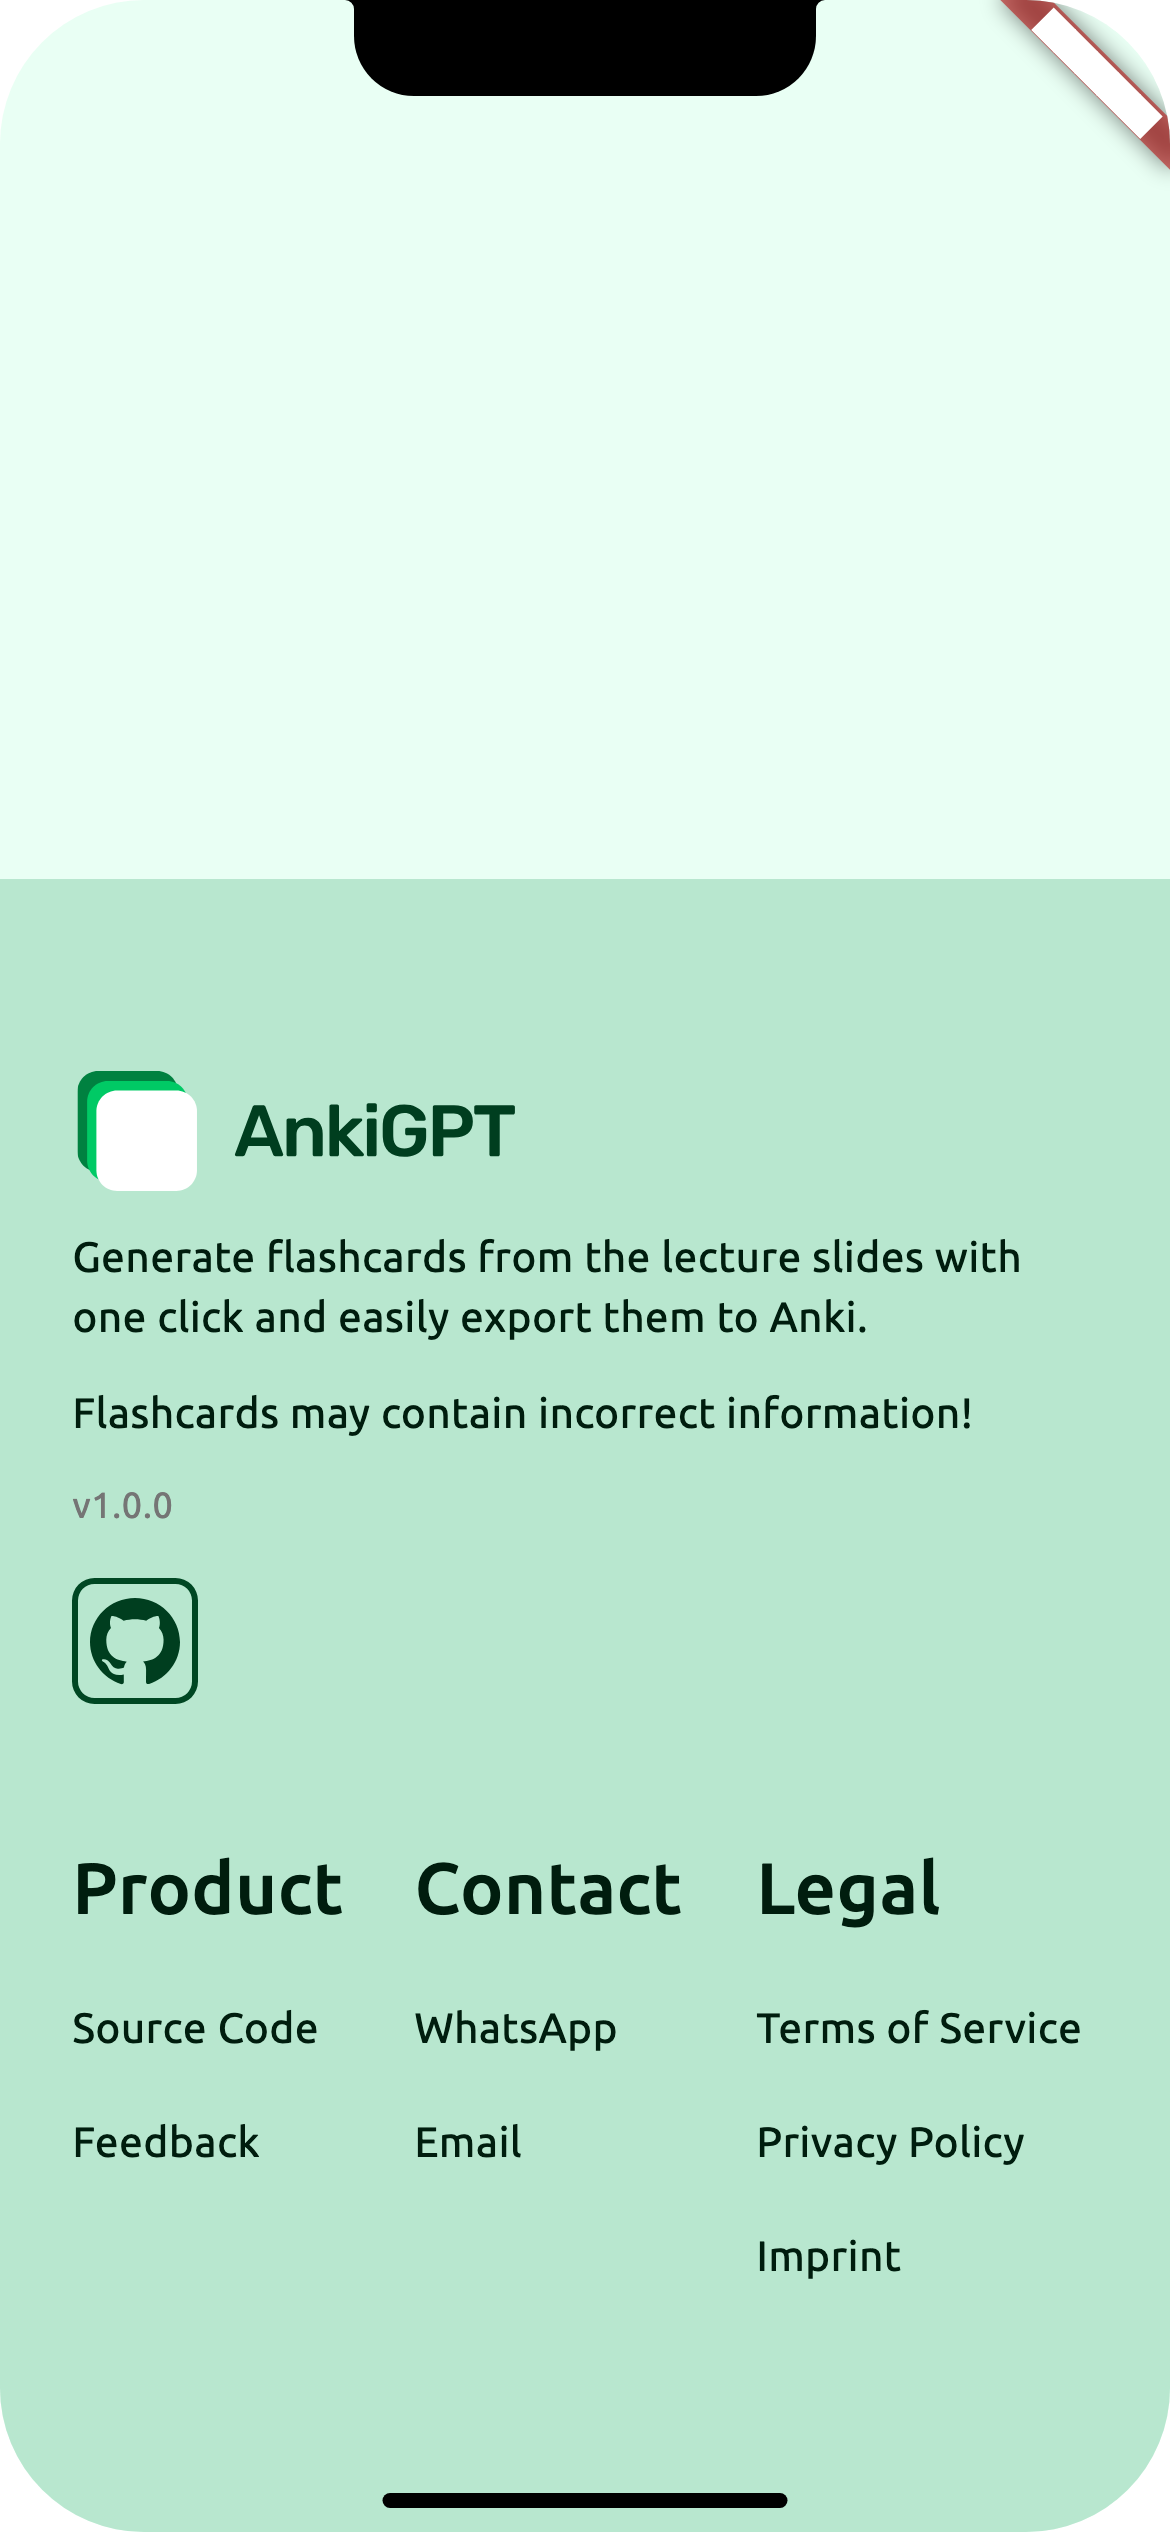 AnkiGPT
Generate flashcards from the lecture slides with
one click and easily export them to Anki.
Flashcards may contain incorrect information!
v1.0.0
Product
Source Code
Feedback
Contact
WhatsApp
Email
Legal
Terms of Service
Privacy Policy
Imprint